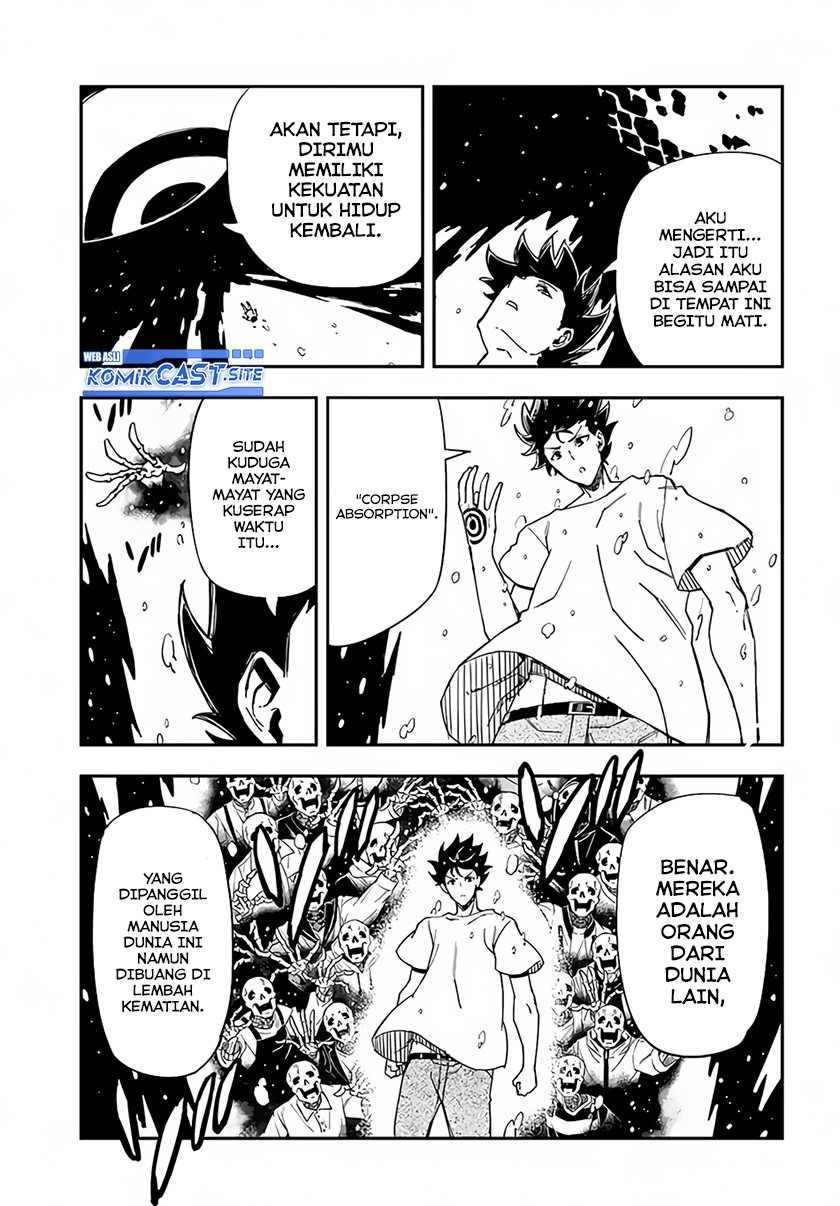 AKU
MENGERTI...
JADI ITU
ALASAN AKU
BISA SAMPAI
DI TEMPAT INI
BEGITU MATI.
AKAN TETAPI,
DIRIMU
MEMILIKI
KEKUATAN
UNTUK HIDUP
KEMBALI.
WEB ASLI
KOMIKCAST.SITE
"CORPSE
ABSORPTION".
SUDAH
KUDUGA
MAYAT-
MAYAT YANG
KUSERAP
WAKTU
ITU...
BENAR.
MEREKA
ADALAH
ORANG
DARI
DUNIA
LAIN,
YANG
DIPANGGIL
OLEH
MANUSIA
DUNIA INI
NAMUN
DIBUANG DI
LEMBAH
KEMATIAN.